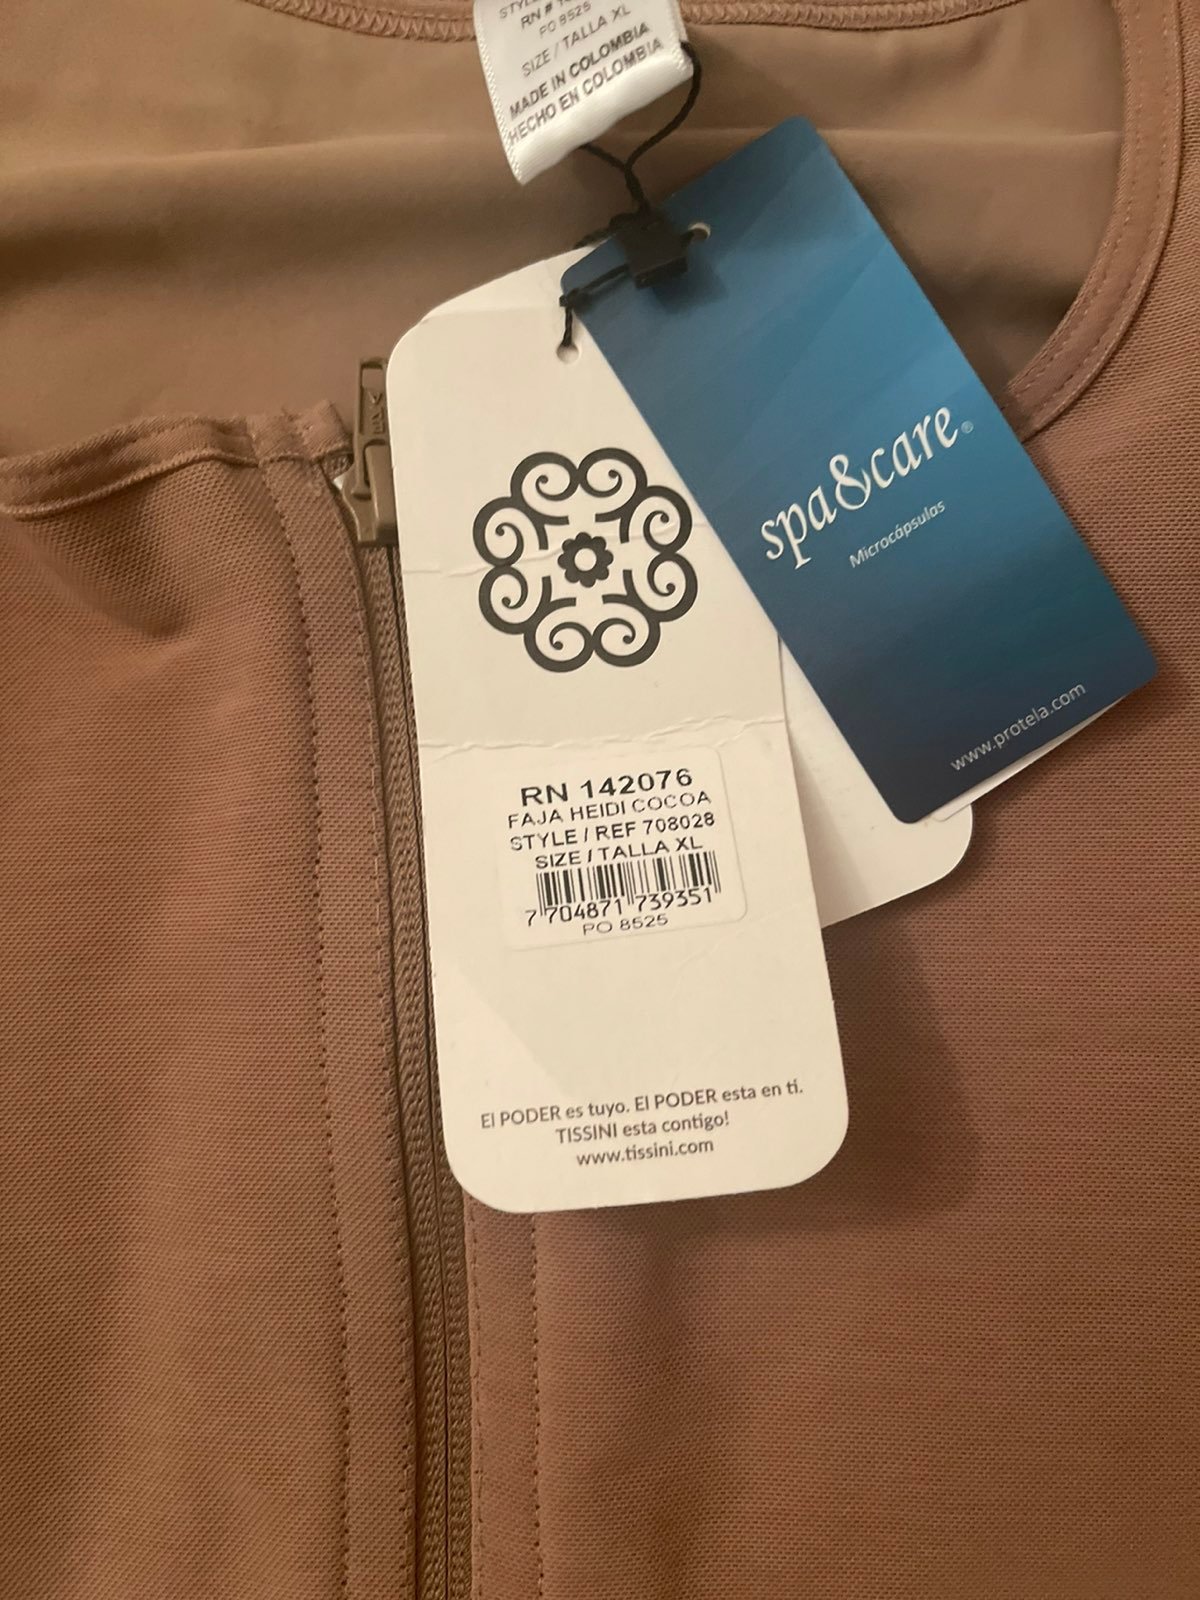 RN #
PO 8525
SIZE / TALLA XL
MADE IN COLOMBIA
HECHO EN COLOMBIA
spa&care®
Microcápsulas
www.protela.com
RN 142076
FAJA HEIDI COCOA
STYLE / REF 708028
SIZE / TALLA XL
7 704871 739351
PO 8525
El PODER es tuyo. El PODER esta en tí.
TISSINI esta contigo!
www.tissini.com